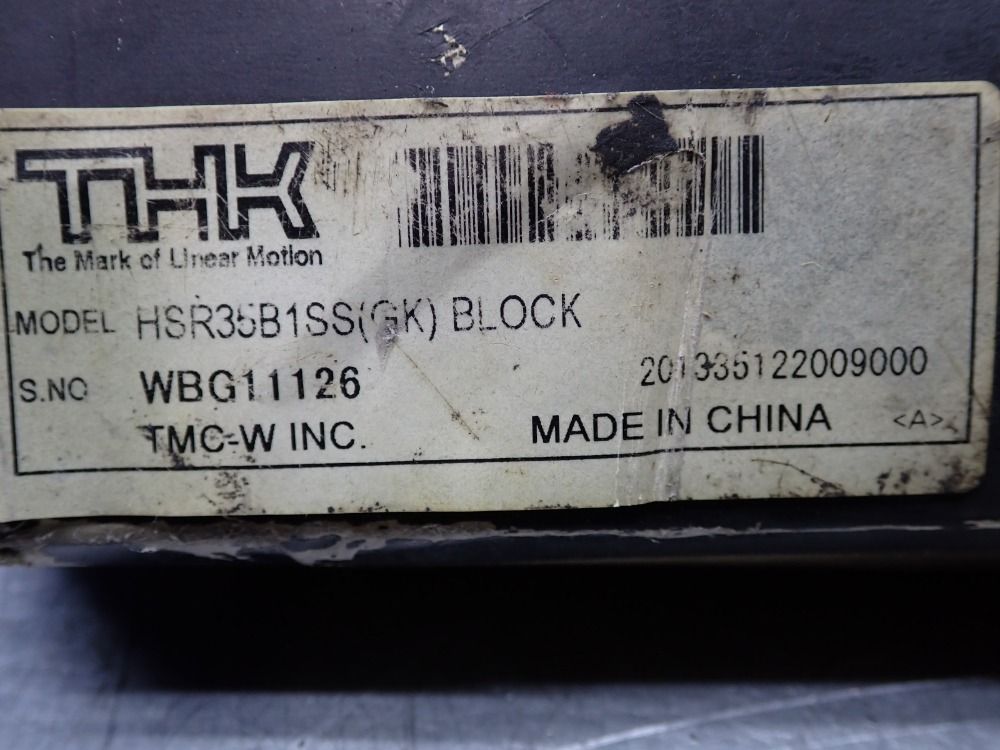 THK
The Mark of Linear Motion
MODEL HSR35B1SS(GK) BLOCK
S.NO WBG11126 201335122009000
TMC-W INC. MADE IN CHINA <A>